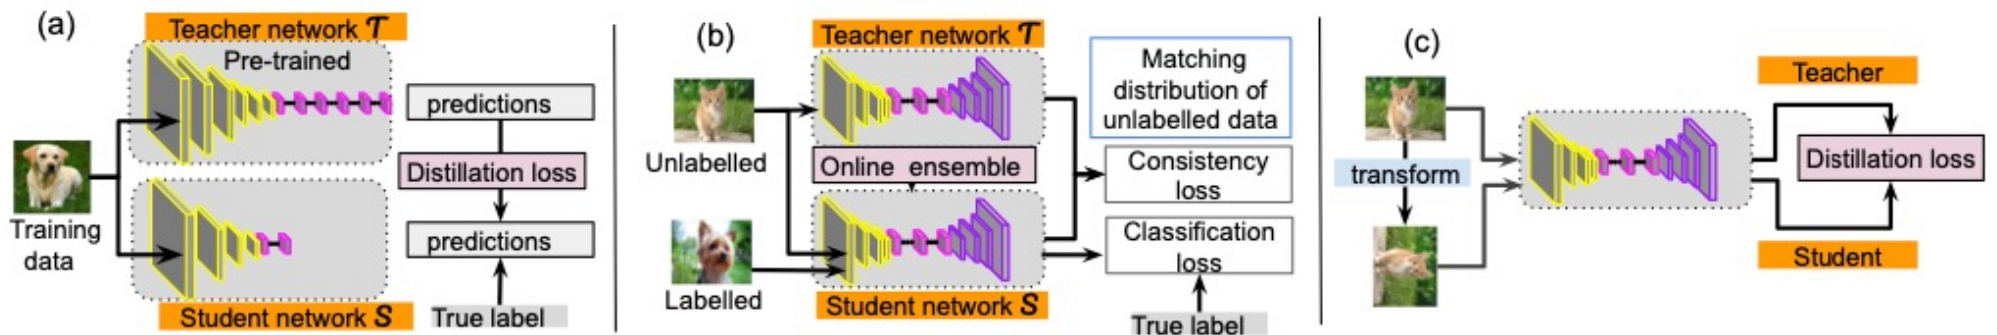 (a)
Teacher network 𝒯
Pre-trained
predictions
Distillation loss
predictions
Training
data
Student network 𝒮
True label
(b)
Teacher network 𝒯
Matching
distribution of
unlabelled data
Unlabelled
Online ensemble
Consistency
loss
Classification
loss
Labelled
Student network 𝒮
True label
(c)
Teacher
transform
Distillation loss
Student